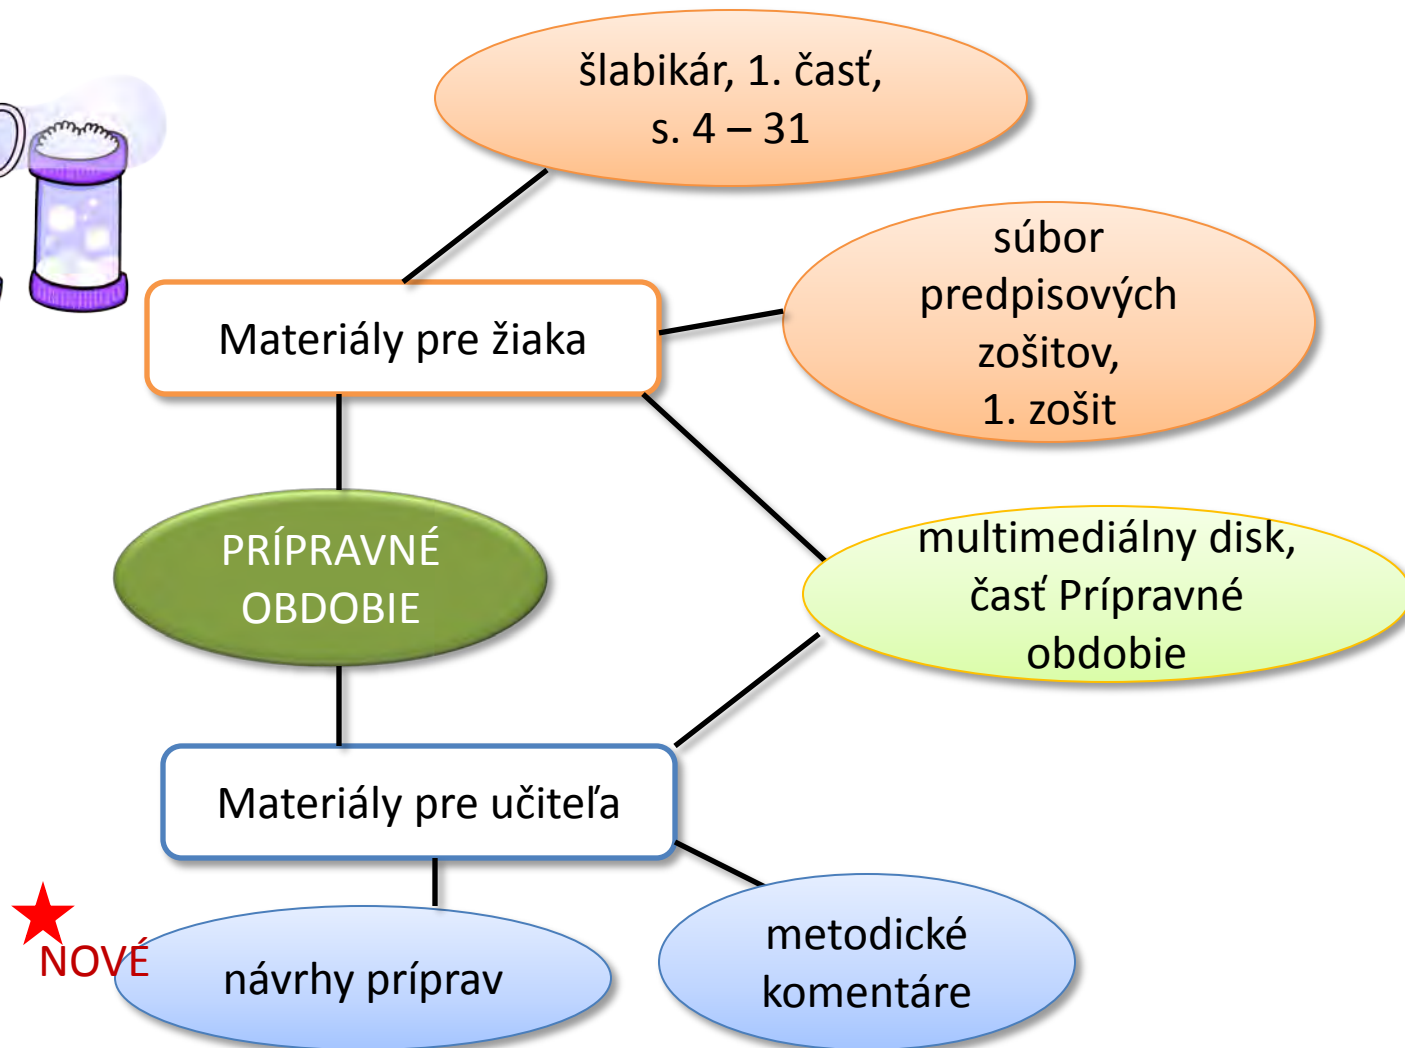 šlabikár, 1. časť,
s. 4 – 31
súbor
predpisových
zošitov,
1. zošit
Materiály pre žiaka
PRÍPRAVNÉ
OBDOBIE
multimediálny disk,
časť Prípravné
obdobie
Materiály pre učiteľa
NOVÉ
návrhy príprav
metodické
komentáre